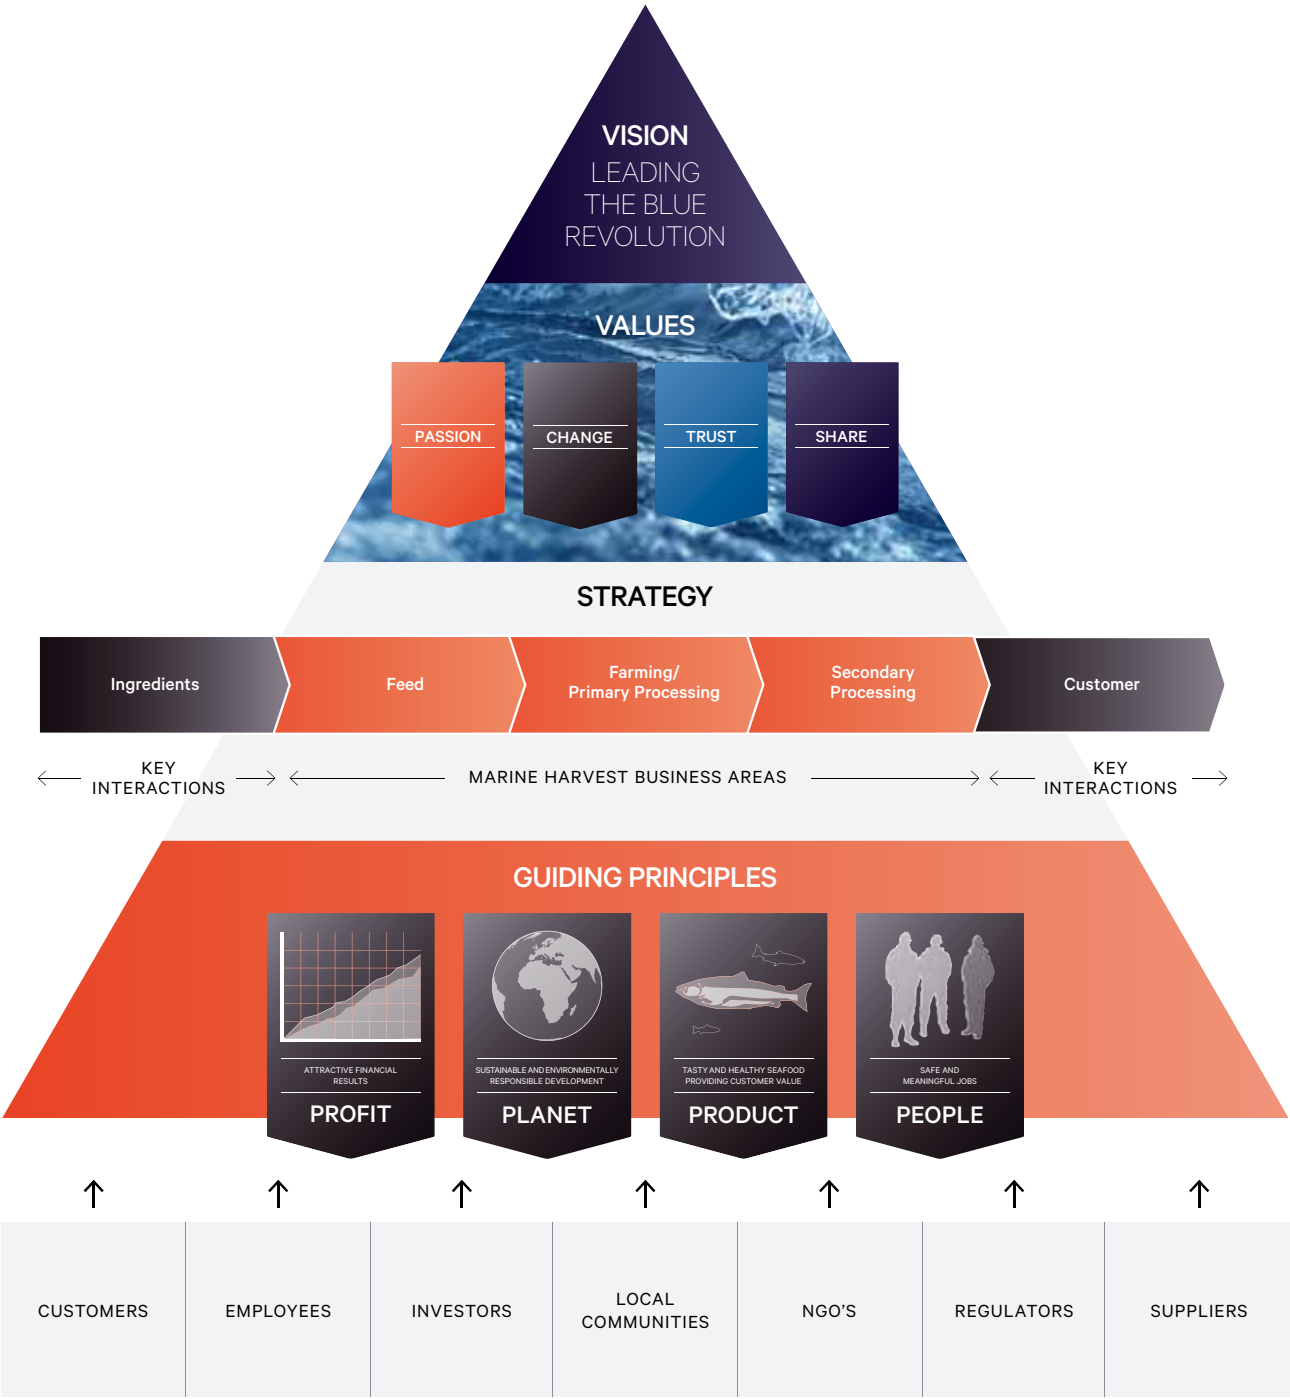 VISION
LEADING
THE BLUE
REVOLUTION
VALUES
PASSION
CHANGE
TRUST
SHARE
STRATEGY
Ingredients
Feed
Farming/
Primary Processing
Secondary
Processing
Customer
KEY
INTERACTIONS
MARINE HARVEST BUSINESS AREAS
KEY
INTERACTIONS
GUIDING PRINCIPLES
ATTRACTIVE FINANCIAL
RESULTS
PROFIT
SUSTAINABLE AND ENVIRONMENTALLY
RESPONSIBLE DEVELOPMENT
PLANET
TASTY AND HEALTHY SEAFOOD
PROVIDING CUSTOMER VALUE
PRODUCT
SAFE AND
MEANINGFUL JOBS
PEOPLE
CUSTOMERS
EMPLOYEES
INVESTORS
LOCAL
COMMUNITIES
NGO'S
REGULATORS
SUPPLIERS